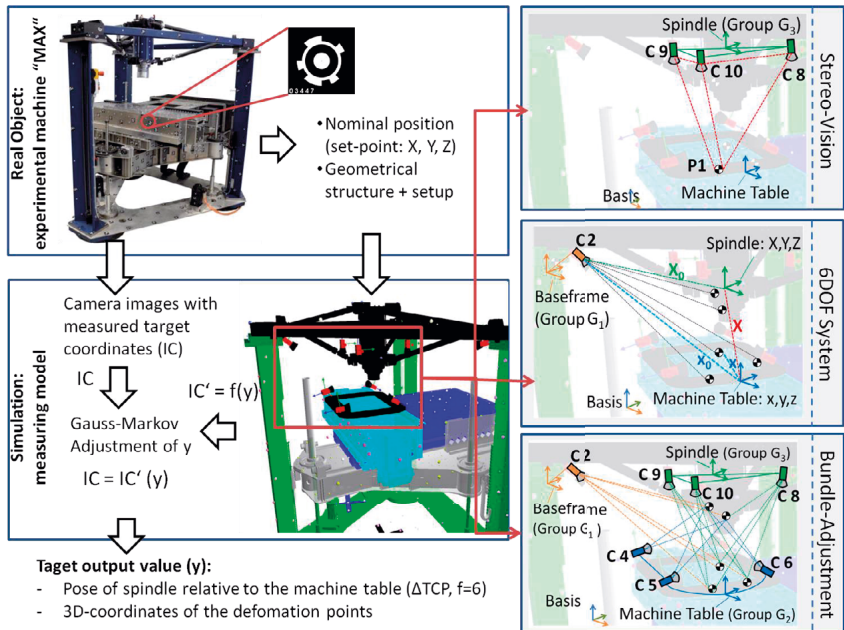 Real Object:
experimental machine "MAX"
03447
•Nominal position
(set-point: X, Y, Z)
•Geometrical
structure + setup
Simulation:
measuring model
Camera images with
measured target
coordinates (IC)
IC
IC‘ = f(y)
Gauss-Markov
Adjustment of y
IC = IC‘ (y)
Taget output value (y):
- Pose of spindle relative to the machine table (ΔTCP, f=6)
- 3D-coordinates of the defomation points
Stereo-Vision
Spindle (Group G3)
C 9
C 10
C 8
P1
Basis
Machine Table
6DOF System
C 2
Spindle: X,Y,Z
X0
Baseframe
(Group G1)
X
X0
X
Basis
Machine Table: x,y,z
Bundle-Adjustment
Spindle (Group G3)
C 2
C 9
C 10
C 8
Baseframe
(Group G1)
C 4
C 5
C 6
Basis
Machine Table (Group G2)